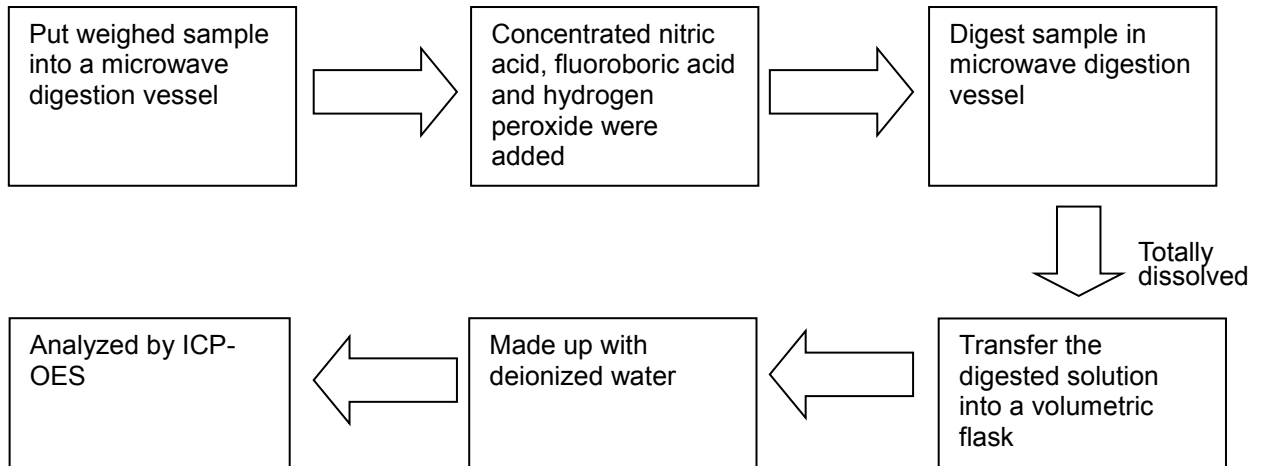 Put weighed sample
into a microwave
digestion vessel
Concentrated nitric
acid, fluoroboric acid
and hydrogen
peroxide were
added
Digest sample in
microwave digestion
vessel
Totally
dissolved
Transfer the
digested solution
into a volumetric
flask
Made up with
deionized water
Analyzed by ICP-
OES